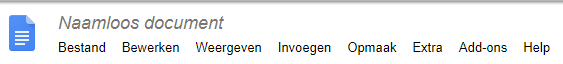 Naamloos document
Bestand Bewerken Weergeven Invoegen Opmaak Extra Add-ons Help